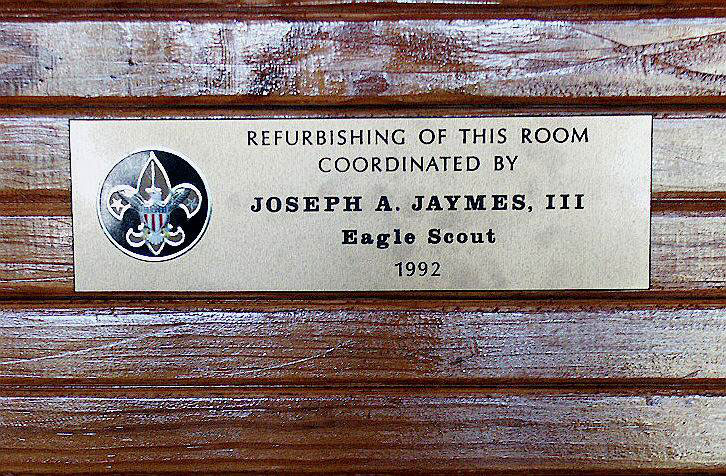 REFURBISHING OF THIS ROOM
COORDINATED BY
JOSEPH A. JAYMES, III
Eagle Scout
1992